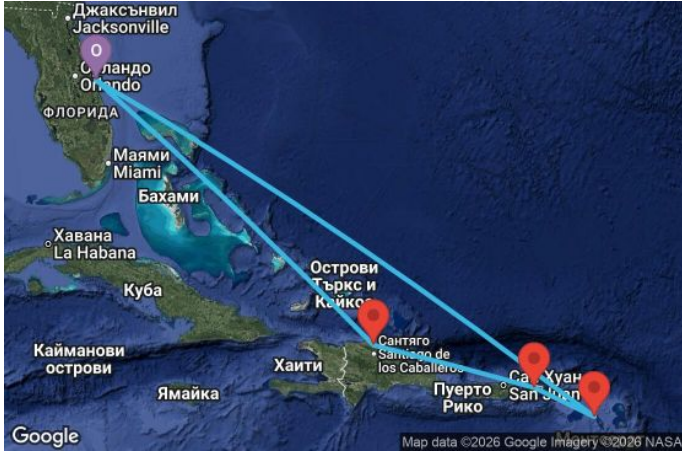 Джаксънвил
Jacksonville
O
Орландо
Orlando
ФЛОРИДА
Маями
Miami
Бахами
Хавана
La Habana
Куба
Острови
Търкс и
Кайкос
Кайманови
острови
Ямайка
Хаити
Сантяго
Santiago de
los Caballeros
Пуерто
Рико
Сан Хуан
San Juan
Google
Map data ©2026 Google Imagery ©2026 NASA